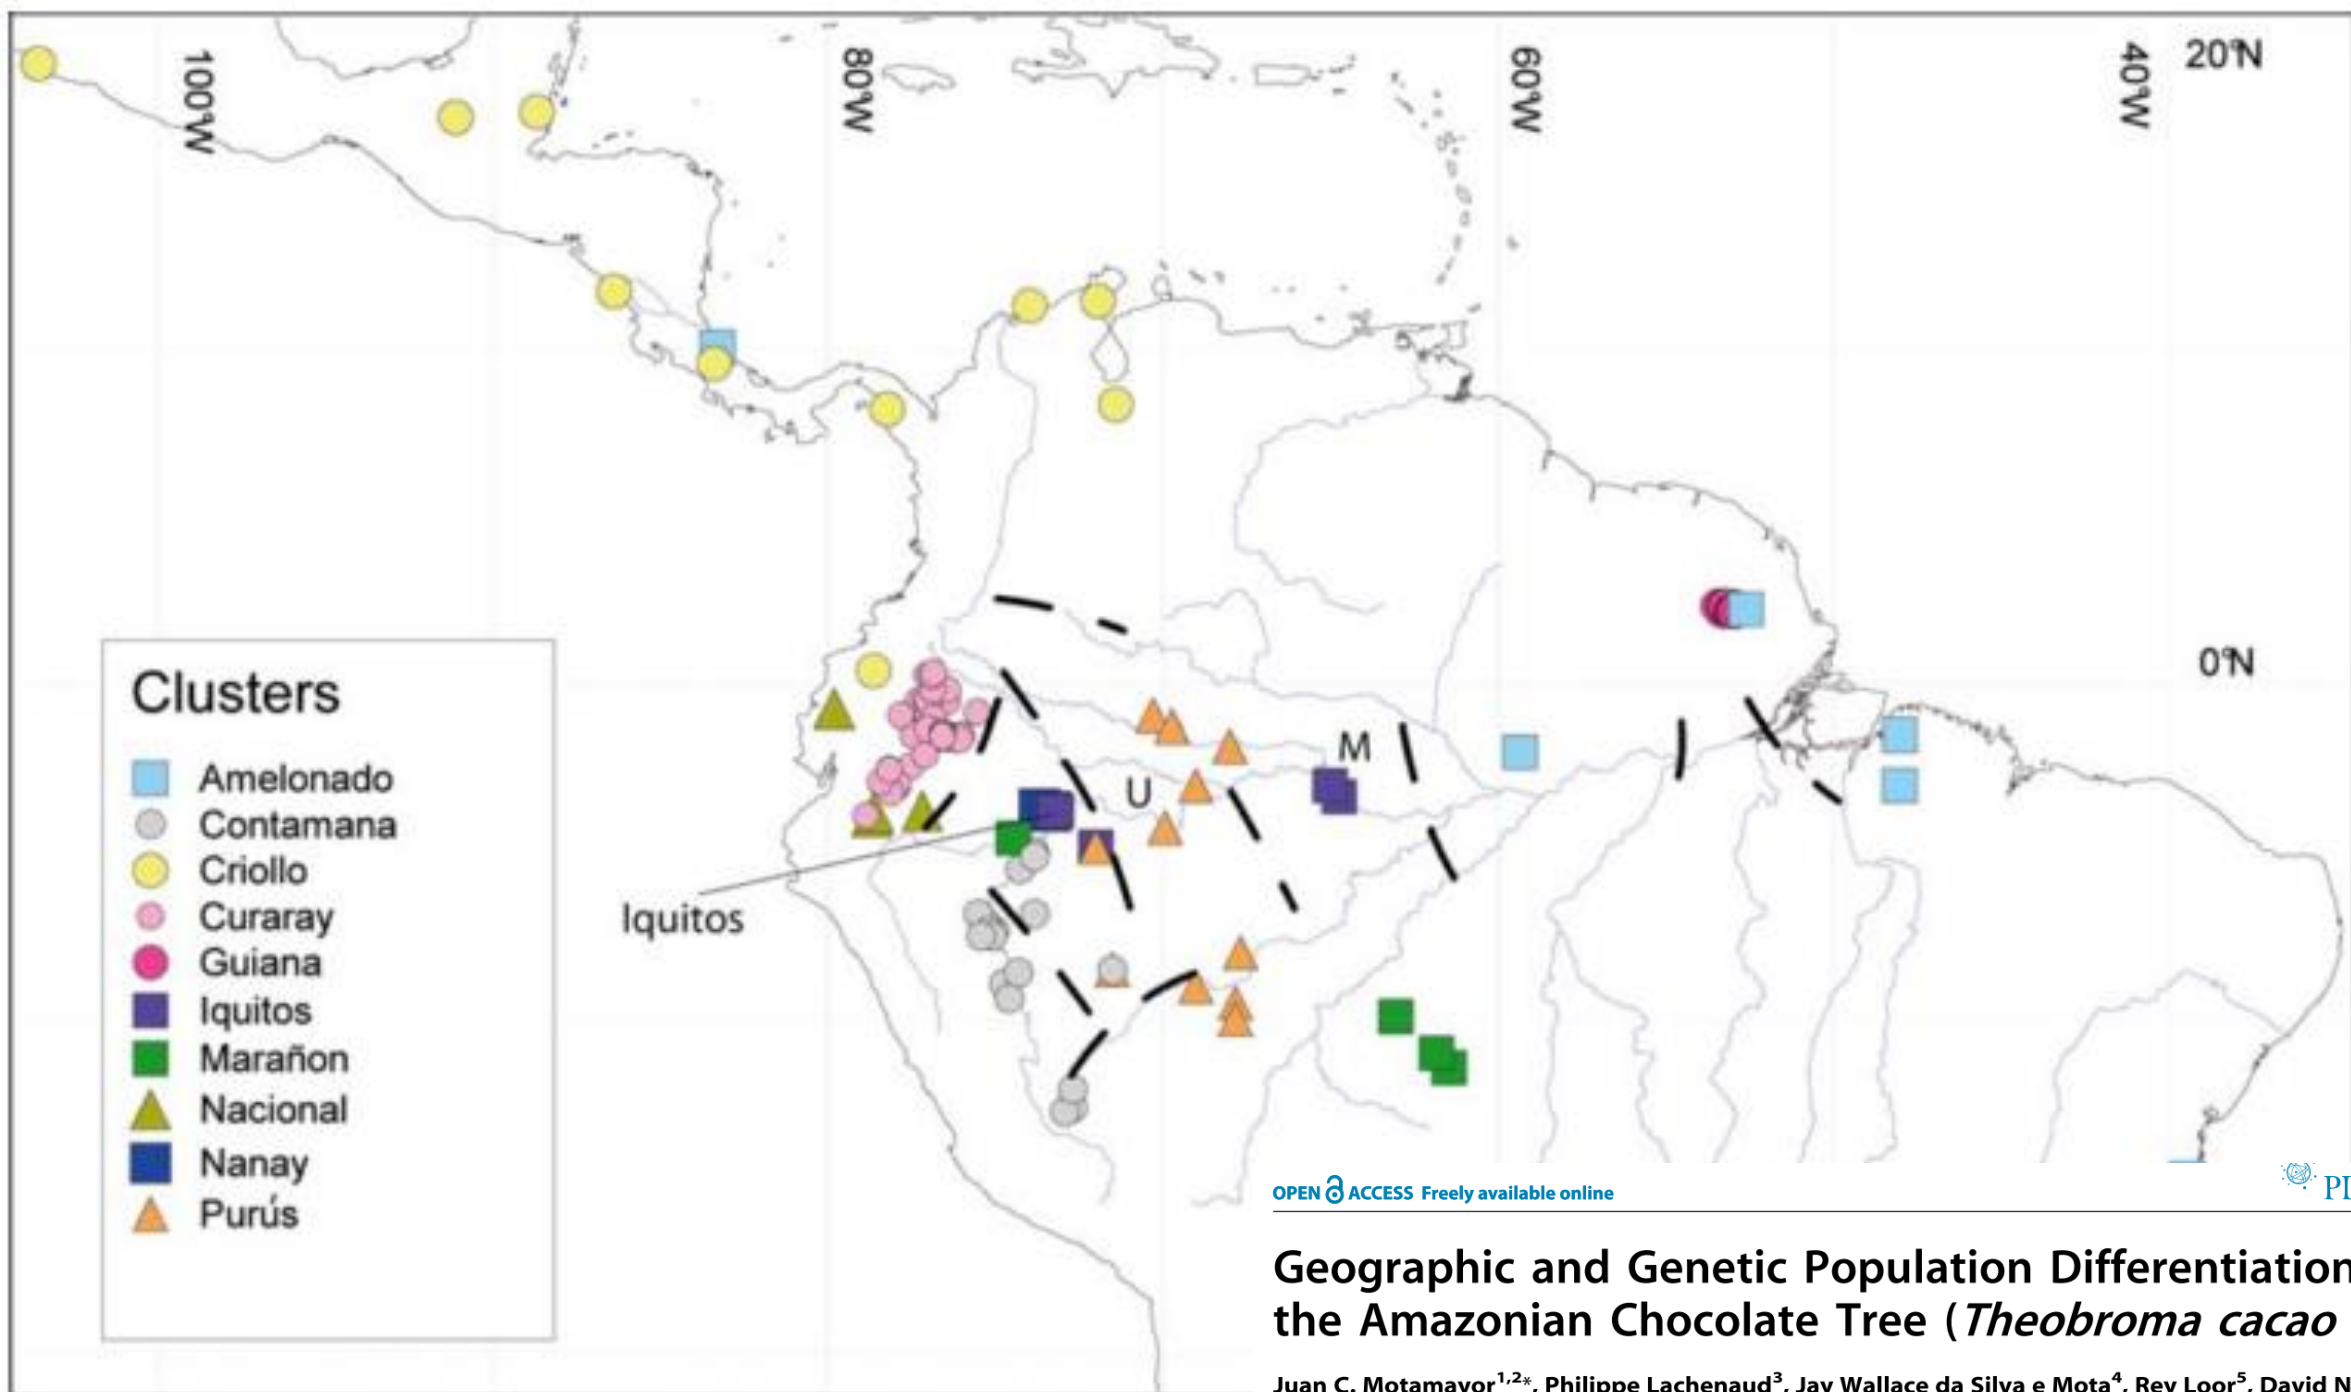 100°W
80°W
60°W
40°W
20°N
0°N
M
U
Iquitos
Clusters
Amelonado
Contamana
Criollo
Curaray
Guiana
Iquitos
Marañon
Nacional
Nanay
Purús
OPEN ACCESS Freely available online
Geographic and Genetic Population Differentiation
the Amazonian Chocolate Tree (Theobroma cacao
Juan C. Motamayor1,2*, Philippe Lachenaud3, Jay Wallace da Silva e Mota4, Rey Loor5, David